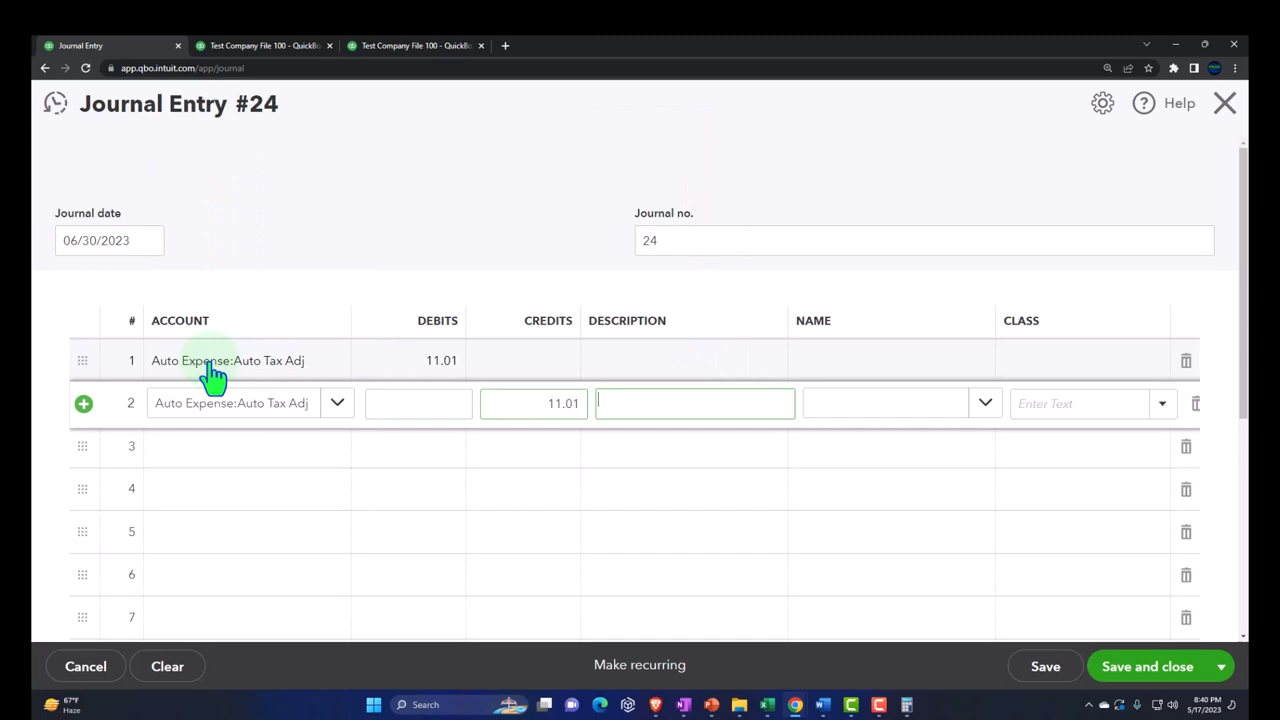 Journal Entry
Test Company File 100 - QuickBo
Test Company File 100 - QuickBo
app.qbo.intuit.com/app/journal
Journal Entry #24
Help
Journal date
Journal no.
06/30/2023
24
# ACCOUNT DEBITS CREDITS DESCRIPTION NAME CLASS
1 Auto Expense:Auto Tax Adj 11.01
2 Auto Expense:Auto Tax Adj 11.01 Enter Text
3
4
5
6
7
Cancel Clear Make recurring Save Save and close
67°F
Haze
Search
8:40 PM
5/17/2023